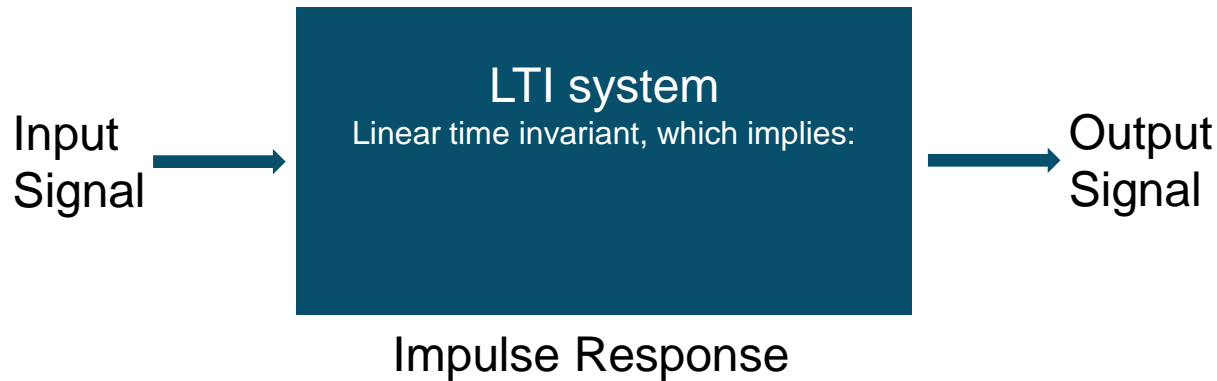 LTI system
Linear time invariant, which implies:
Input
Signal
Output
Signal
Impulse Response